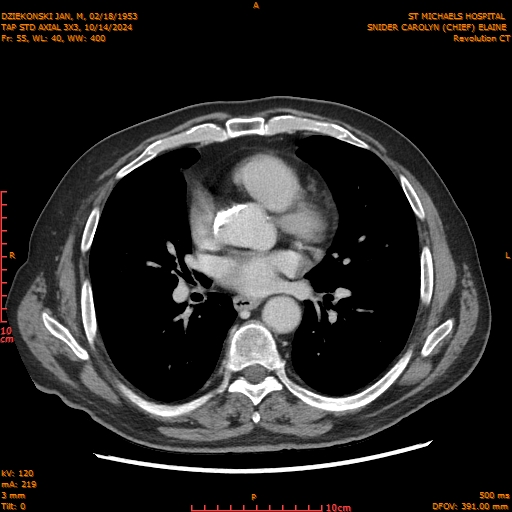 A
DZIEKONSKI JAN, M, 02/18/1953
TAP STD AXIAL 3X3, 10/14/2024
Fr: 55, WL: 40, WW: 400
ST MICHAELS HOSPITAL
SNIDER CAROLYN (CHIEF) ELAINE
Revolution CT
R
L
10
cm
kV: 120
mA: 219
3 mm
Tilt: 0
P
10cm
500 ms
DFOV: 391.00 mm